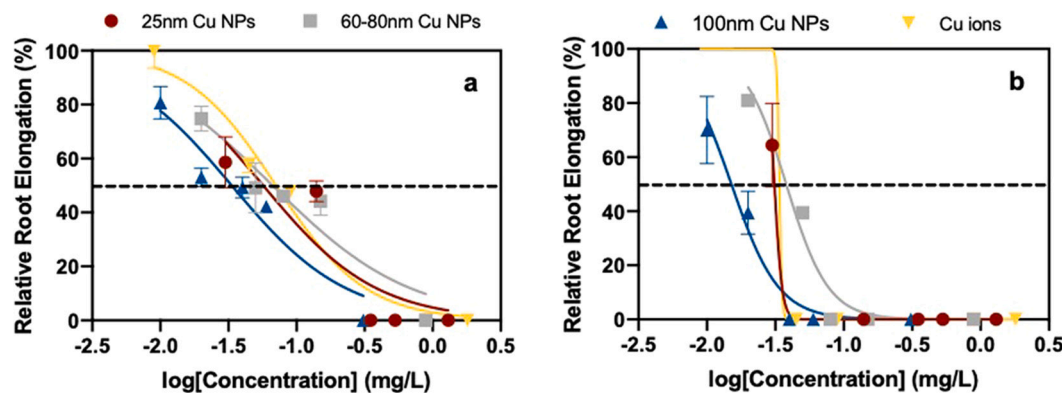 25nm Cu NPs 60-80nm Cu NPs 100nm Cu NPs Cu ions
a
Relative Root Elongation (%)
100
80
60
40
20
0
-2.5 -2.0 -1.5 -1.0 -0.5 0.0 0.5
log[Concentration] (mg/L)
b
Relative Root Elongation (%)
100
80
60
40
20
0
-2.5 -2.0 -1.5 -1.0 -0.5 0.0 0.5
log[Concentration] (mg/L)